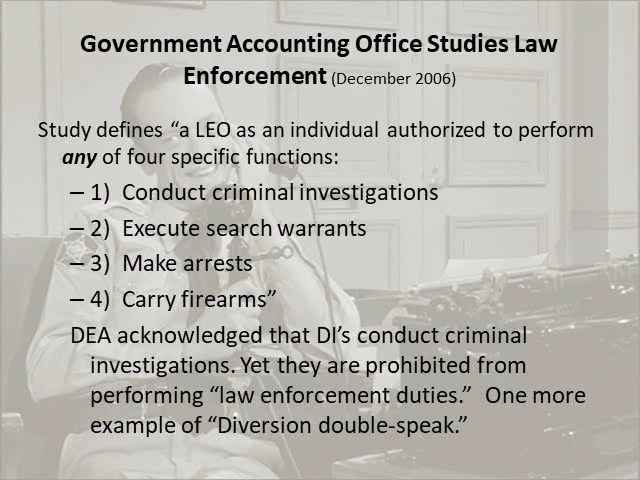 Government Accounting Office Studies Law
Enforcement (December 2006)
Study defines “a LEO as an individual authorized to perform
any of four specific functions:
– 1)  Conduct criminal investigations
– 2)  Execute search warrants
– 3)  Make arrests
– 4)  Carry firearms”
DEA acknowledged that DI’s conduct criminal
investigations. Yet they are prohibited from
performing “law enforcement duties.”  One more
example of “Diversion double-speak.”